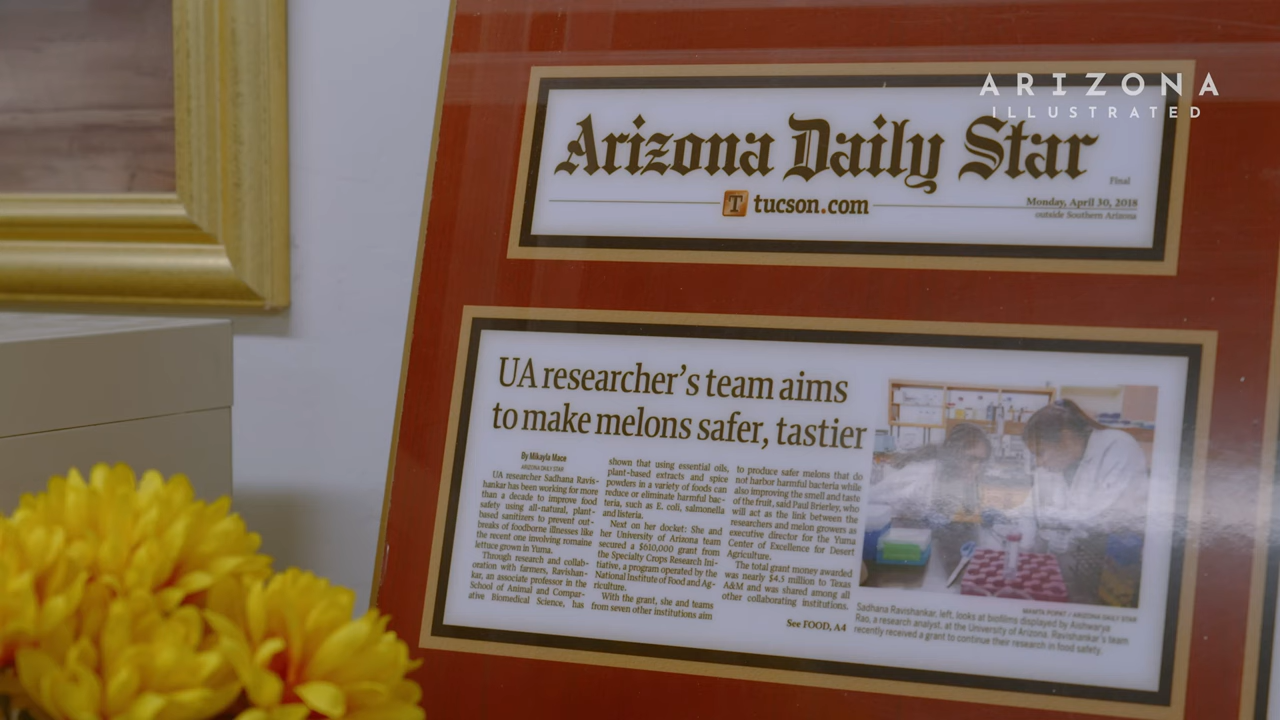 ARIZONA
ILLUSTRATED
Arizona Daily Star
Final
T tucson.com
Monday, April 30, 2018
outside Southern Arizona
UA researcher's team aims
to make melons safer, tastier
By Mikayla Mace
ARIZONA DAILY STAR
UA researcher Sadhana Ravis-
hankar has been working for more
than a decade to improve food
safety using all-natural, plant-
based sanitizers to prevent out-
breaks of foodborne illnesses like
the recent one involving romaine
lettuce grown in Yuma.
Through research and collab-
oration with farmers, Ravishan-
kar, an associate professor in the
School of Animal and Compar-
ative Biomedical Science, has
shown that using essential oils,
plant-based extracts and spice
powders in a variety of foods can
reduce or eliminate harmful bac-
teria, such as E. coli, salmonella
and listeria.
Next on her docket: She and
her University of Arizona team
secured a $610,000 grant from
the Specialty Crops Research Ini-
tiative, a program operated by the
National Institute of Food and Ag-
riculture.
With the grant, she and teams
from seven other institutions aim
to produce safer melons that do
not harbor harmful bacteria while
also improving the smell and taste
of the fruit, said Paul Brierley, who
will act as the link between the
researchers and melon growers as
executive director for the Yuma
Center of Excellence for Desert
Agriculture.
The total grant money awarded
was nearly $4.5 million to Texas
A&M and was shared among all
other collaborating institutions.
See FOOD, A4
MAMTA POPAT / ARIZONA DAILY STAR
Sadhana Ravishankar, left, looks at biofilms displayed by Aishwarya
Rao, a research analyst, at the University of Arizona. Ravishankar's team
recently received a grant to continue their research in food safety.